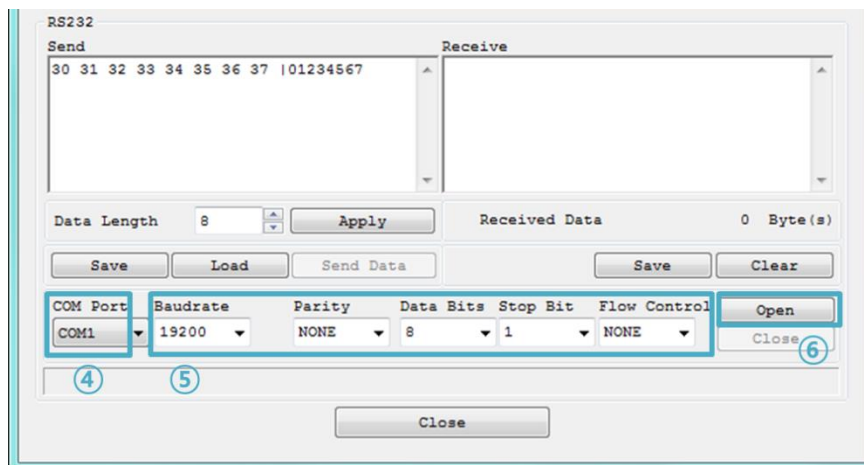 RS232
Send Receive
30 31 32 33 34 35 36 37 |01234567
Data Length 8 Apply Received Data 0 Byte(s)
Save Load Send Data Save Clear
COM Port Baudrate Parity Data Bits Stop Bit Flow Control Open
COM1 19200 NONE 8 1 NONE Close
④ ⑤ ⑥
Close